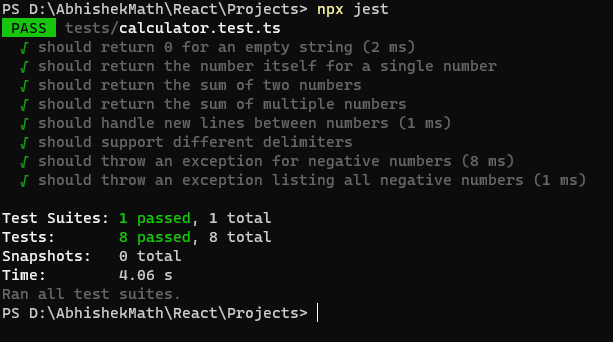 PS D:\AbhishekMath\React\Projects> npx jest
PASS tests/calculator.test.ts
√ should return 0 for an empty string (2 ms)
√ should return the number itself for a single number
√ should return the sum of two numbers
√ should return the sum of multiple numbers
√ should handle new lines between numbers (1 ms)
√ should support different delimiters
√ should throw an exception for negative numbers (8 ms)
√ should throw an exception listing all negative numbers (1 ms)
Test Suites: 1 passed, 1 total
Tests: 8 passed, 8 total
Snapshots: 0 total
Time: 4.06 s
Ran all test suites.
PS D:\AbhishekMath\React\Projects>